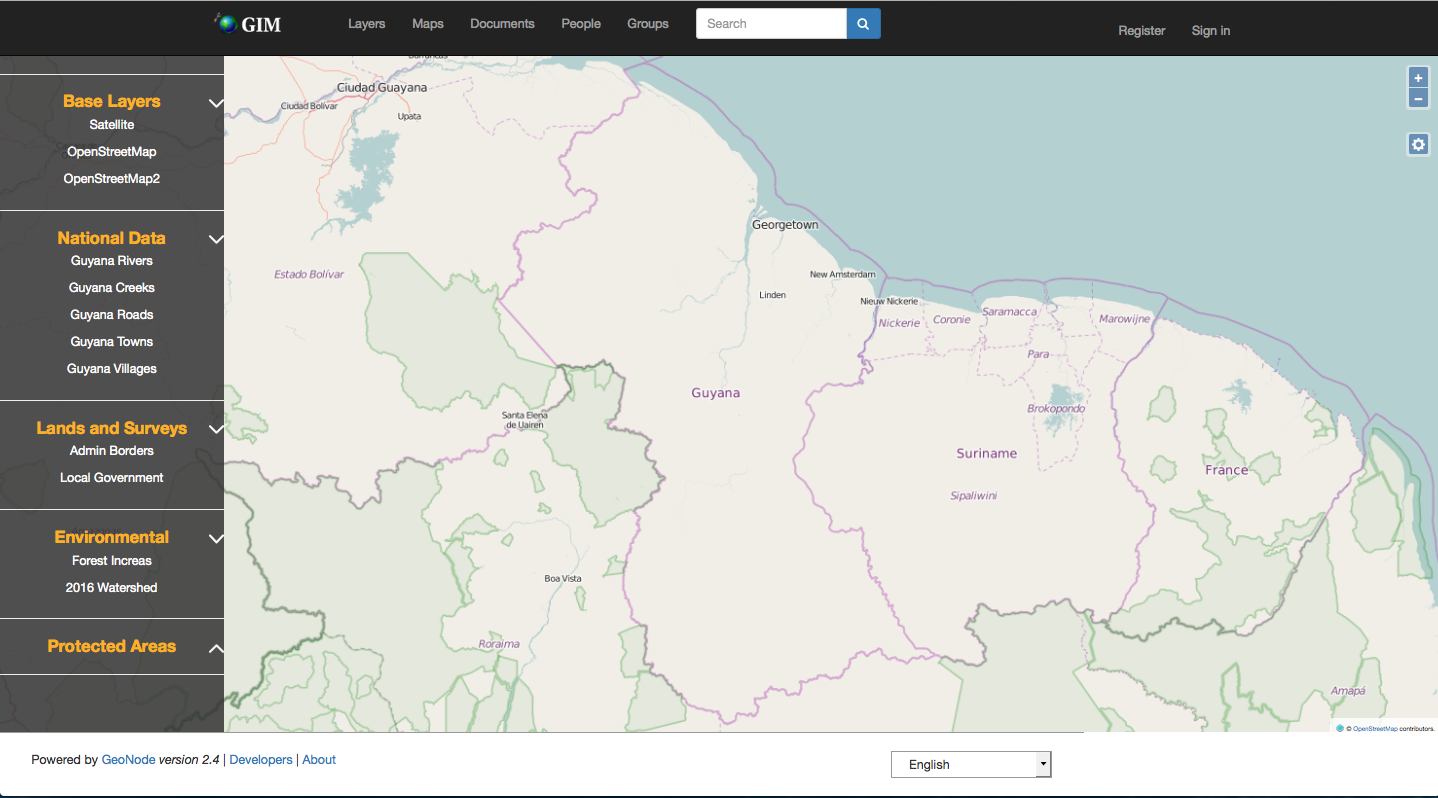 GIM
Layers Maps Documents People Groups
Search
Register Sign in
Base Layers
Satellite
OpenStreetMap
OpenStreetMap2
National Data
Guyana Rivers
Guyana Creeks
Guyana Roads
Guyana Towns
Guyana Villages
Lands and Surveys
Admin Borders
Local Government
Environmental
Forest Increas
2016 Watershed
Protected Areas
Ciudad Guayana
Ciudad Bolívar
Upata
Georgetown
Estado Bolívar
New Amsterdam
Linden
Nieuw Nickerie
Nickerie
Coronie
Saramacca
Marowijne
Para
Guyana
Brokopondo
Santa Elena
de Uairen
Suriname
France
Sipaliwini
Boa Vista
Roraima
Amapá
+
−
© OpenStreetMap contributors.
Powered by GeoNode version 2.4 | Developers | About
English